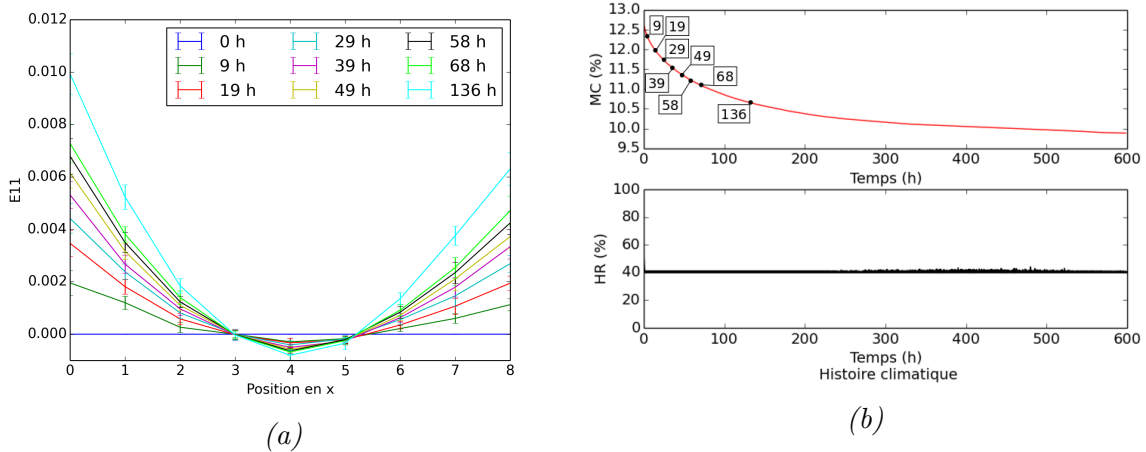 0.012
0.010
0.008
0.006
0.004
0.002
0.000
E11
0 h 29 h 58 h
9 h 39 h 68 h
19 h 49 h 136 h
0 1 2 3 4 5 6 7 8
Position en x
(a)
13.0
12.5
12.0
11.5
11.0
10.5
10.0
9.5
MC (%)
9 19
29 49
39 68
58
136
0 100 200 300 400 500 600
Temps (h)
100
80
60
40
20
0
HR (%)
0 100 200 300 400 500 600
Temps (h)
Histoire climatique
(b)